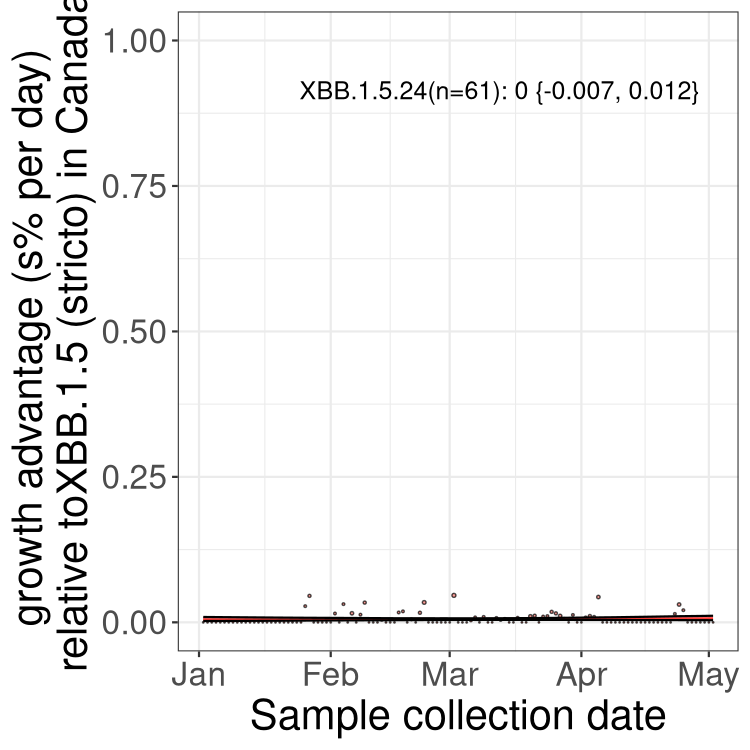 growth advantage (s% per day)
relative toXBB.1.5 (stricto) in Canada
1.00
XBB.1.5.24(n=61): 0 {-0.007, 0.012}
0.75
0.50
0.25
0.00
Jan Feb Mar Apr May
Sample collection date